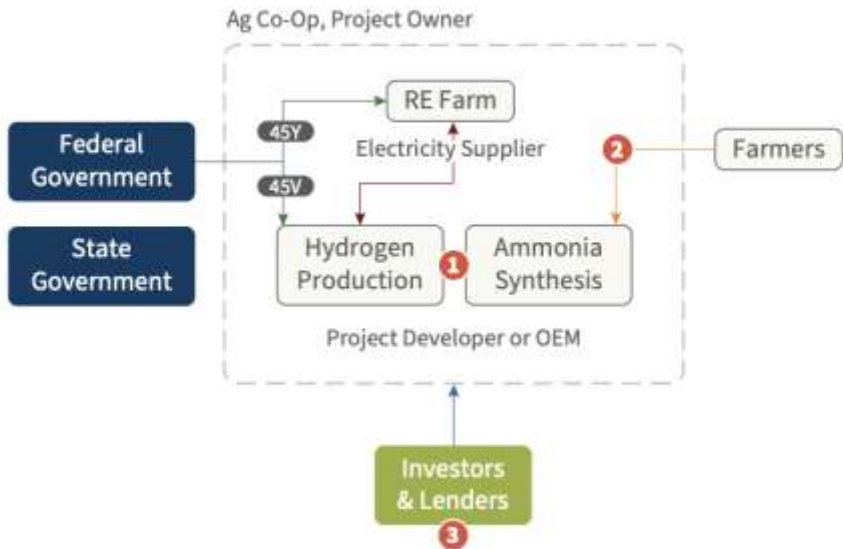 Ag Co-Op, Project Owner
RE Farm
45Y
Electricity Supplier
2
Farmers
Federal
Government
45V
State
Government
Hydrogen
Production
1
Ammonia
Synthesis
Project Developer or OEM
Investors
& Lenders
3